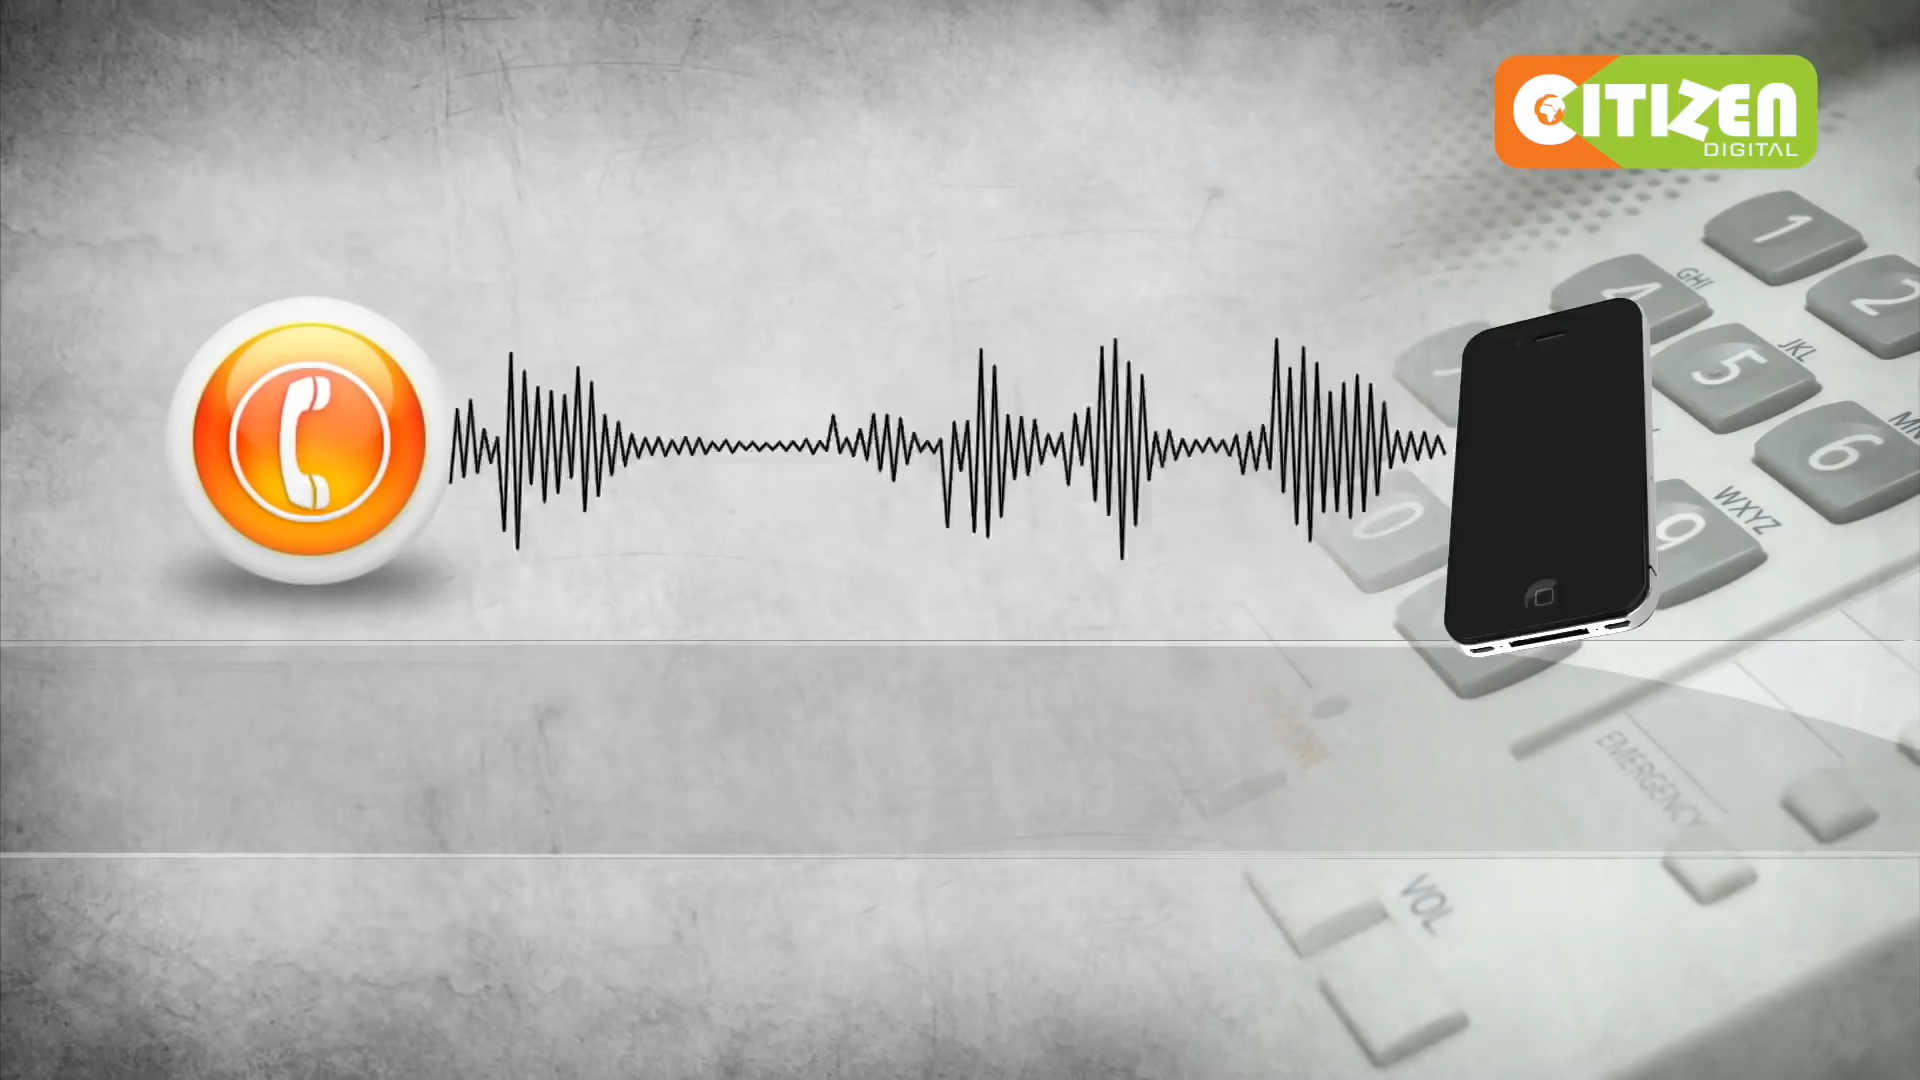 CITIZEN
DIGITAL
1
2
GHI
4
JKL
5
MN
6
WXYZ
9
0
EMERGENCY
VOL